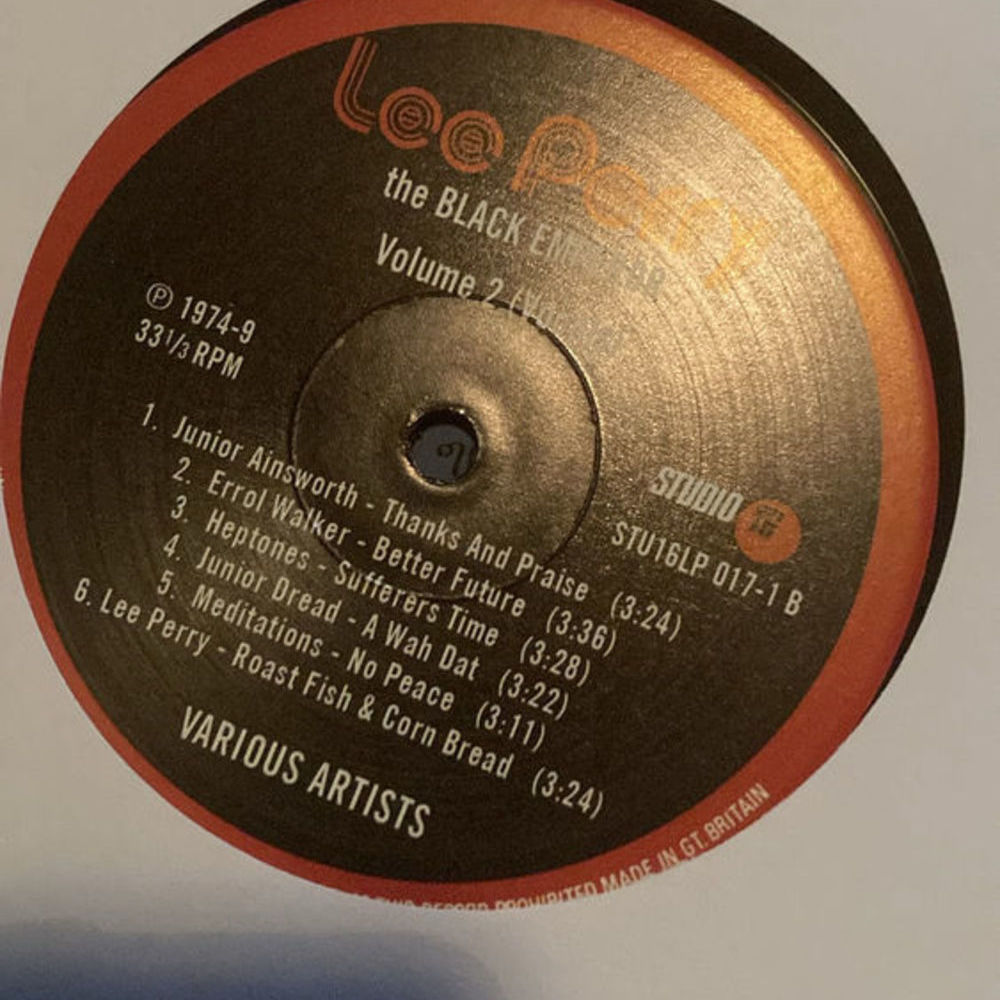 Lee Perry
the BLACK
Volume 2
℗ 1974-9
33 1/3 RPM
STUDIO 16
STU16LP 017-1 B
1. Junior Ainsworth - Thanks And Praise (3:24)
2. Errol Walker - Better Future (3:36)
3. Heptones - Sufferers Time (3:28)
4. Junior Dread - A Wah Dat (3:22)
5. Meditations - No Peace (3:11)
6. Lee Perry - Roast Fish & Corn Bread (3:24)
VARIOUS ARTISTS
RECORD PROHIBITED MADE IN GT. BRITAIN